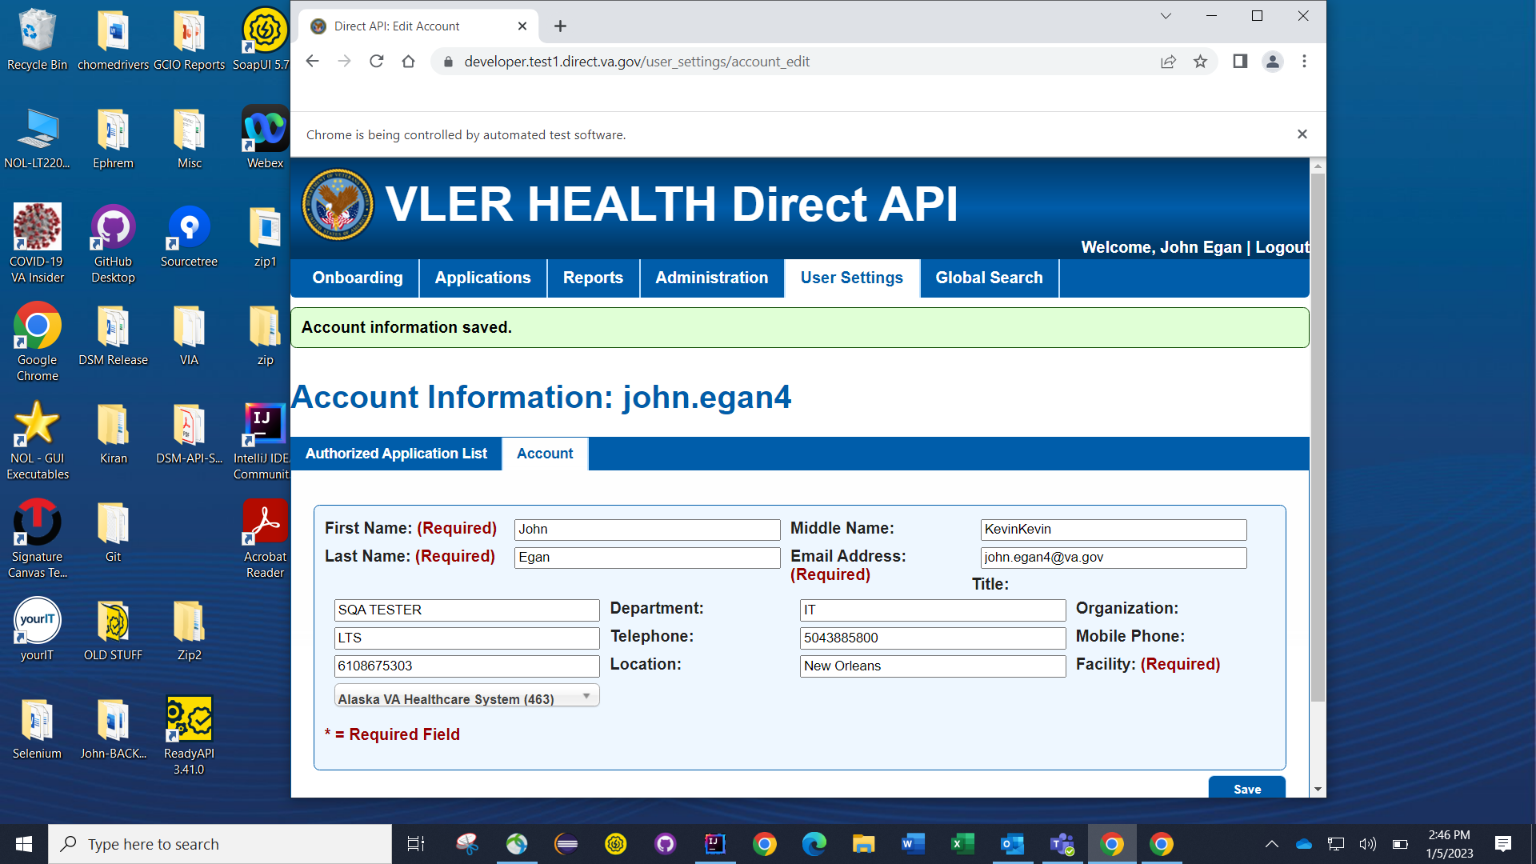 Recycle Bin
chomedrivers
GCIO Reports
SoapUI 5.7
NOL-LT220...
Ephrem
Misc
Webex
COVID-19
VA Insider
GitHub
Desktop
Sourcetree
zip1
Google
Chrome
DSM Release
VIA
zip
NOL - GUI
Executables
Kiran
DSM-API-S...
IJ
IntelliJ IDE
Communit
Signature
Canvas Te...
Git
Acrobat
Reader
yourIT
yourIT
OLD STUFF
Zip2
Selenium
John-BACK...
ReadyAPI
3.41.0
Direct API: Edit Account
developer.test1.direct.va.gov/user_settings/account_edit
Chrome is being controlled by automated test software.
VLER HEALTH Direct API
Welcome, John Egan | Logout
Onboarding
Applications
Reports
Administration
User Settings
Global Search
Account information saved.
Account Information: john.egan4
Authorized Application List
Account
First Name: (Required) John Middle Name: KevinKevin
Last Name: (Required) Egan Email Address: john.egan4@va.gov
(Required)
Title:
SQA TESTER Department: IT Organization:
LTS Telephone: 5043885800 Mobile Phone:
6108675303 Location: New Orleans Facility: (Required)
Alaska VA Healthcare System (463)
* = Required Field
Save
Type here to search
2:46 PM
1/5/2023